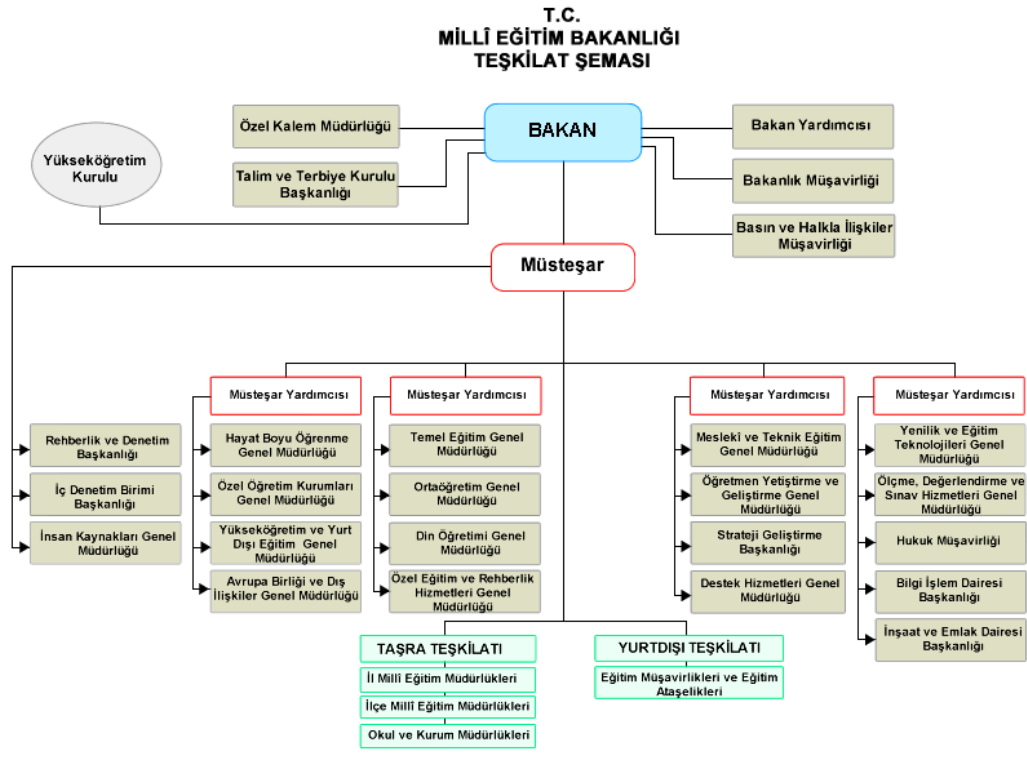 T.C.
MİLLÎ EĞİTİM BAKANLIĞI
TEŞKİLAT ŞEMASI
Yükseköğretim
Kurulu
Özel Kalem Müdürlüğü
Talim ve Terbiye Kurulu
Başkanlığı
BAKAN
Bakan Yardımcısı
Bakanlık Müşavirliği
Basın ve Halkla İlişkiler
Müşavirliği
Müsteşar
Rehberlik ve Denetim
Başkanlığı
İç Denetim Birimi
Başkanlığı
İnsan Kaynakları Genel
Müdürlüğü
Müsteşar Yardımcısı
Hayat Boyu Öğrenme
Genel Müdürlüğü
Özel Öğretim Kurumları
Genel Müdürlüğü
Yükseköğretim ve Yurt
Dışı Eğitim Genel
Müdürlüğü
Avrupa Birliği ve Dış
İlişkiler Genel Müdürlüğü
Müsteşar Yardımcısı
Temel Eğitim Genel
Müdürlüğü
Ortaöğretim Genel
Müdürlüğü
Din Öğretimi Genel
Müdürlüğü
Özel Eğitim ve Rehberlik
Hizmetleri Genel
Müdürlüğü
Müsteşar Yardımcısı
Meslekî ve Teknik Eğitim
Genel Müdürlüğü
Öğretmen Yetiştirme ve
Geliştirme Genel
Müdürlüğü
Strateji Geliştirme
Başkanlığı
Destek Hizmetleri Genel
Müdürlüğü
Müsteşar Yardımcısı
Yenilik ve Eğitim
Teknolojileri Genel
Müdürlüğü
Ölçme, Değerlendirme ve
Sınav Hizmetleri Genel
Müdürlüğü
Hukuk Müşavirliği
Bilgi İşlem Dairesi
Başkanlığı
İnşaat ve Emlak Dairesi
Başkanlığı
TAŞRA TEŞKİLATI
İl Millî Eğitim Müdürlükleri
İlçe Millî Eğitim Müdürlükleri
Okul ve Kurum Müdürlükleri
YURTDIŞI TEŞKİLATI
Eğitim Müşavirlikleri ve Eğitim
Ataşelikleri